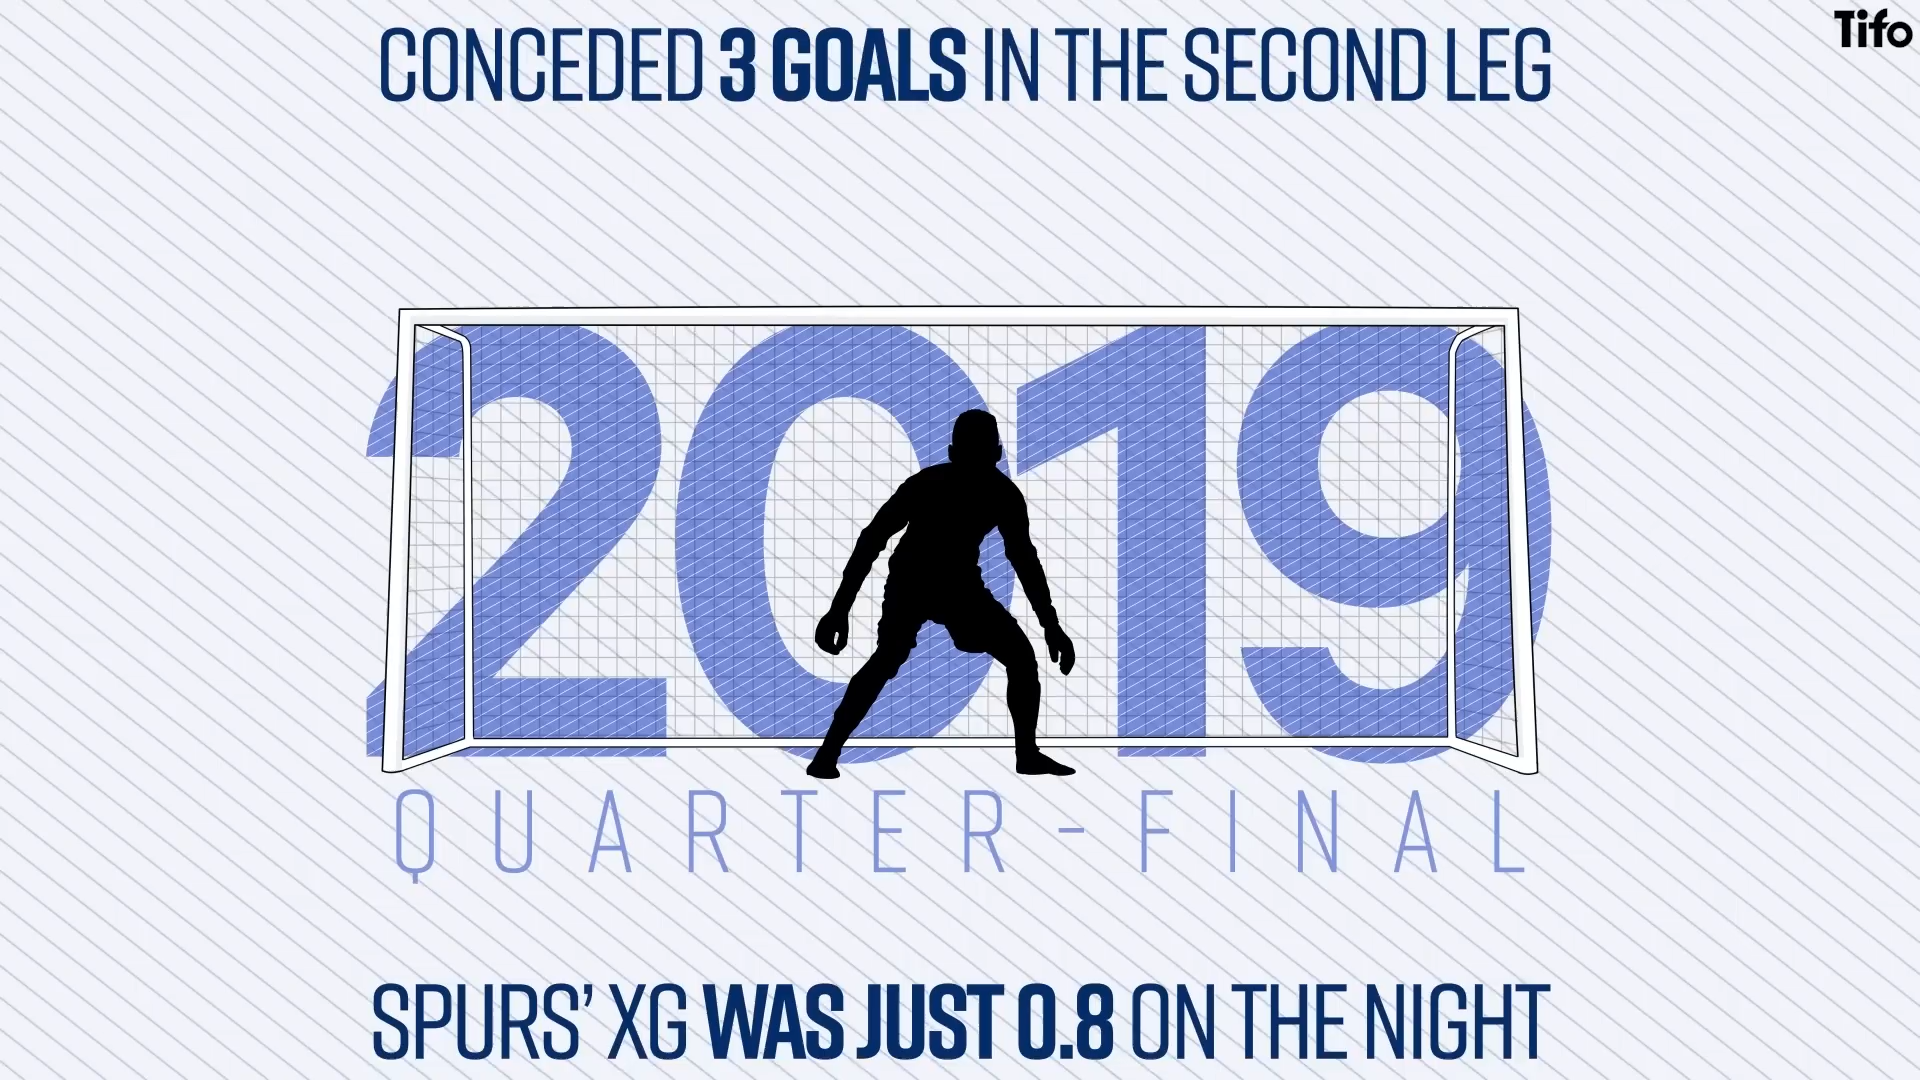 Tifo
CONCEDED 3 GOALS IN THE SECOND LEG
2019
QUARTER-FINAL
SPURS’ XG WAS JUST 0.8 ON THE NIGHT